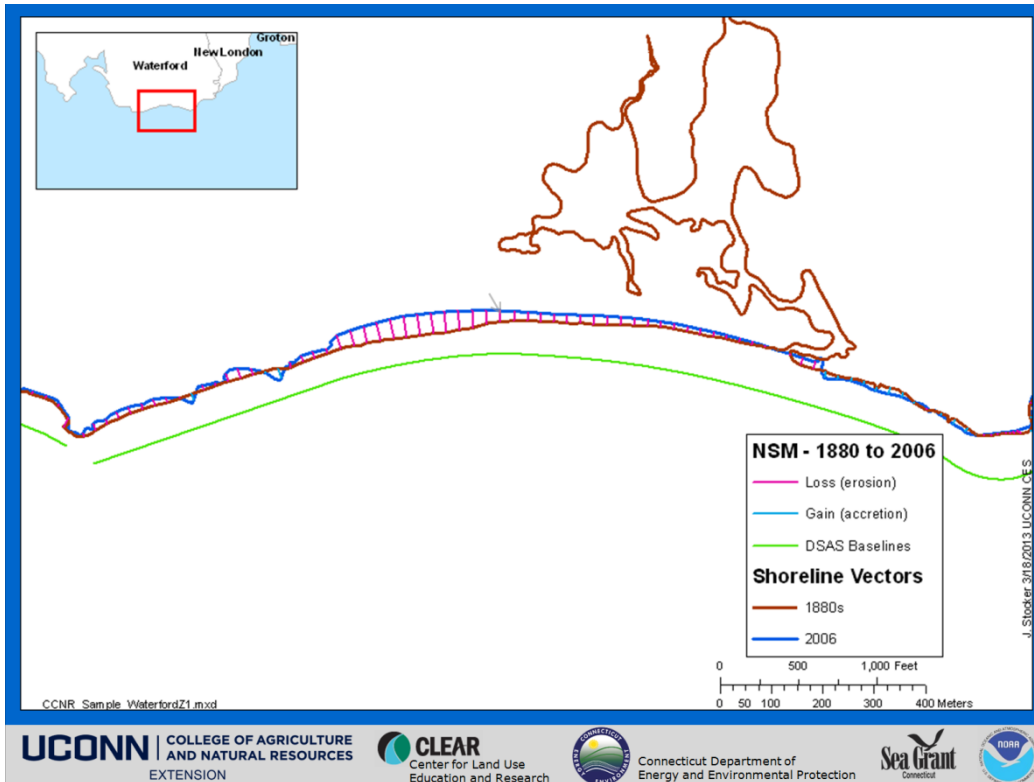 Groton
New London
Waterford
NSM - 1880 to 2006
Loss (erosion)
Gain (accretion)
DSAS Baselines
Shoreline Vectors
1880s
2006
0 500 1,000 Feet
0 50 100 200 300 400 Meters
J. Stocker 3/18/2013 UCONN CES
CCNR_Sample_WaterfordZ1.mxd
UCONN
COLLEGE OF AGRICULTURE
AND NATURAL RESOURCES
EXTENSION
CLEAR
Center for Land Use
Education and Research
Connecticut Department of
Energy and Environmental Protection
Sea Grant
Connecticut
NOAA